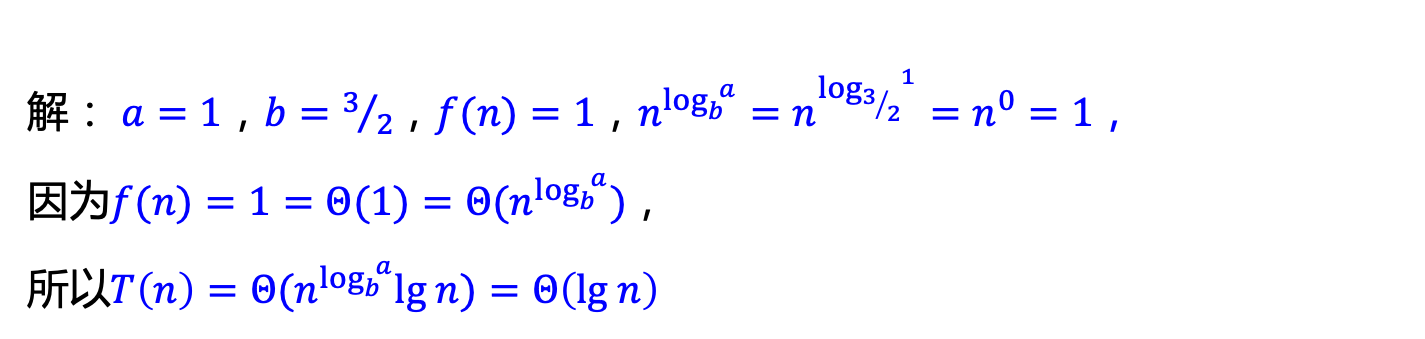 解： a = 1 , b = 3/2 , f(n) = 1 , n^{log_b a} = n^{log_{3/2} 1} = n^0 = 1 ,
因为f(n) = 1 = Θ(1) = Θ(n^{log_b a}) ,
所以T(n) = Θ(n^{log_b a} lg n) = Θ(lg n)